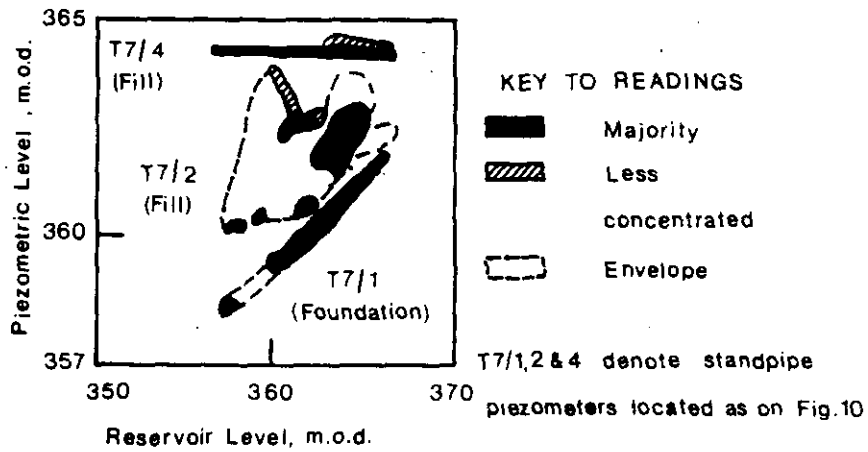 365
T7/4
(Fill)
T7/2
(Fill)
360
T7/1
(Foundation)
357
350
360
370
Piezometric Level, m.o.d.
Reservoir Level, m.o.d.
KEY TO READINGS
Majority
Less
concentrated
Envelope
T7/1,2&4 denote standpipe
piezometers located as on Fig.10